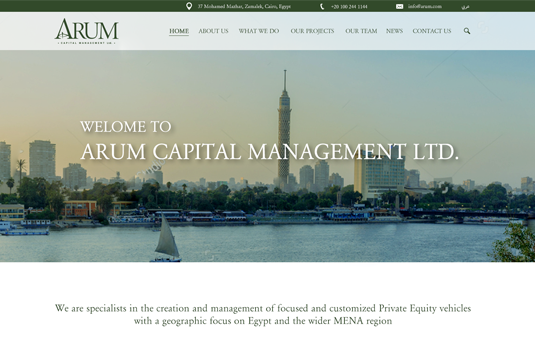 37 Mohamed Mazhar, Zamalek, Cairo, Egypt
+20 100 244 1144
info@arum.com
عربي
ARUM
CAPITAL MANAGEMENT
HOME
ABOUT US
WHAT WE DO
OUR PROJECTS
OUR TEAM
NEWS
CONTACT US
WELOME TO
ARUM CAPITAL MANAGEMENT LTD.
We are specialists in the creation and management of focused and customized Private Equity vehicles
with a geographic focus on Egypt and the wider MENA region